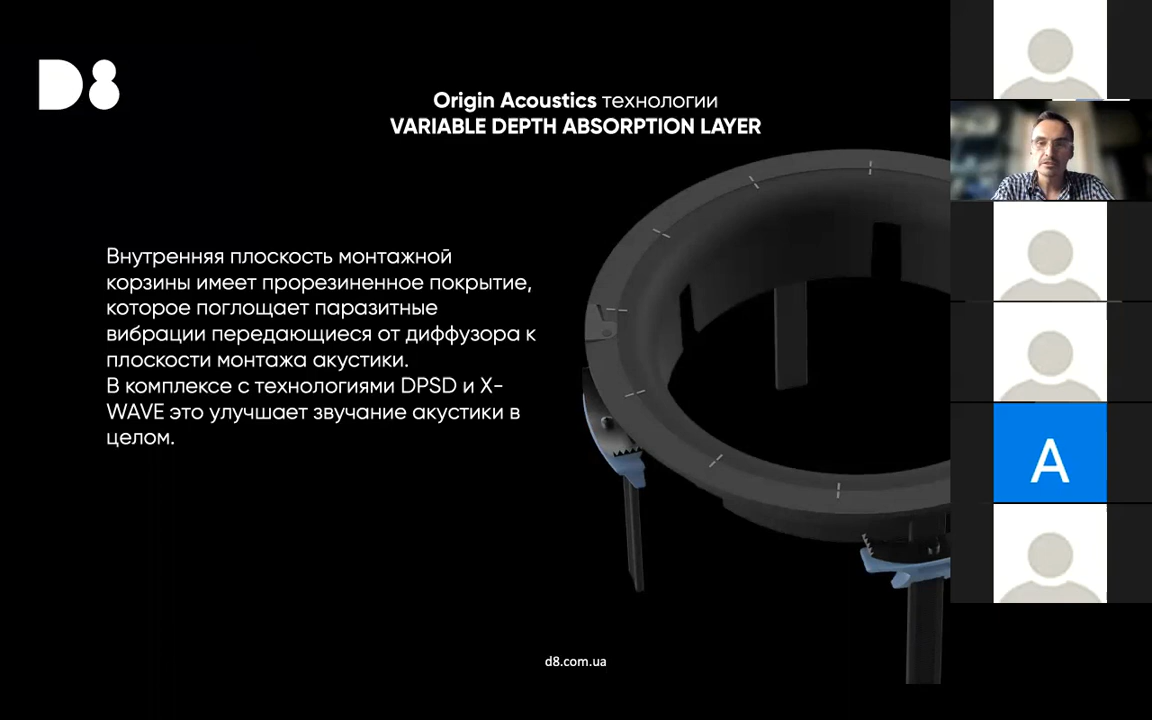 D8
Origin Acoustics технологии
VARIABLE DEPTH ABSORPTION LAYER
Внутренняя плоскость монтажной
корзины имеет прорезиненное покрытие,
которое поглощает паразитные
вибрации передающиеся от диффузора к
плоскости монтажа акустики.
В комплексе с технологиями DPSD и X-
WAVE это улучшает звучание акустики в
целом.
A
d8.com.ua